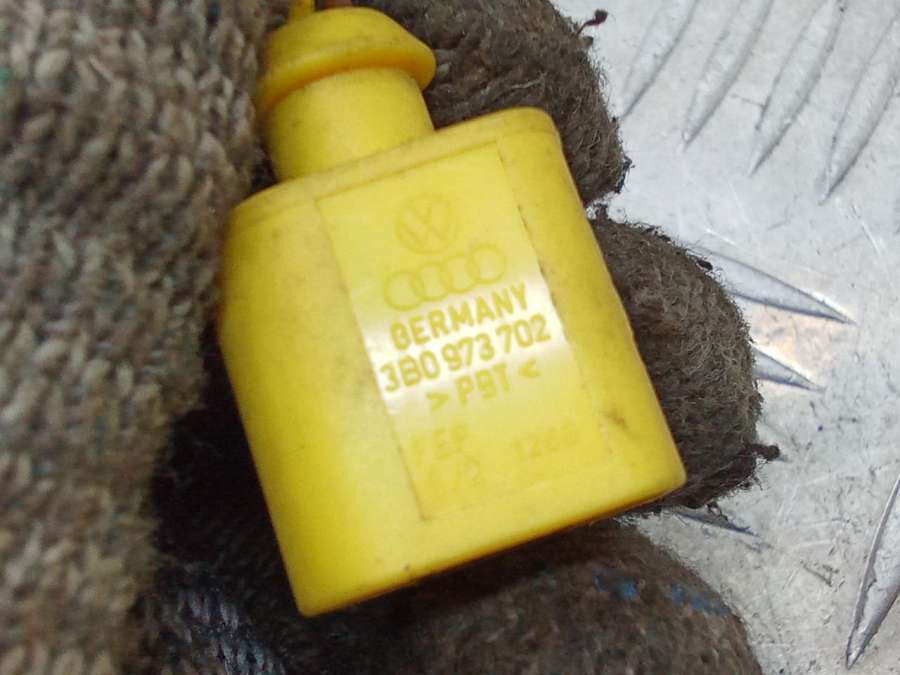 GERMANY
3B0 973 702
> PBT <